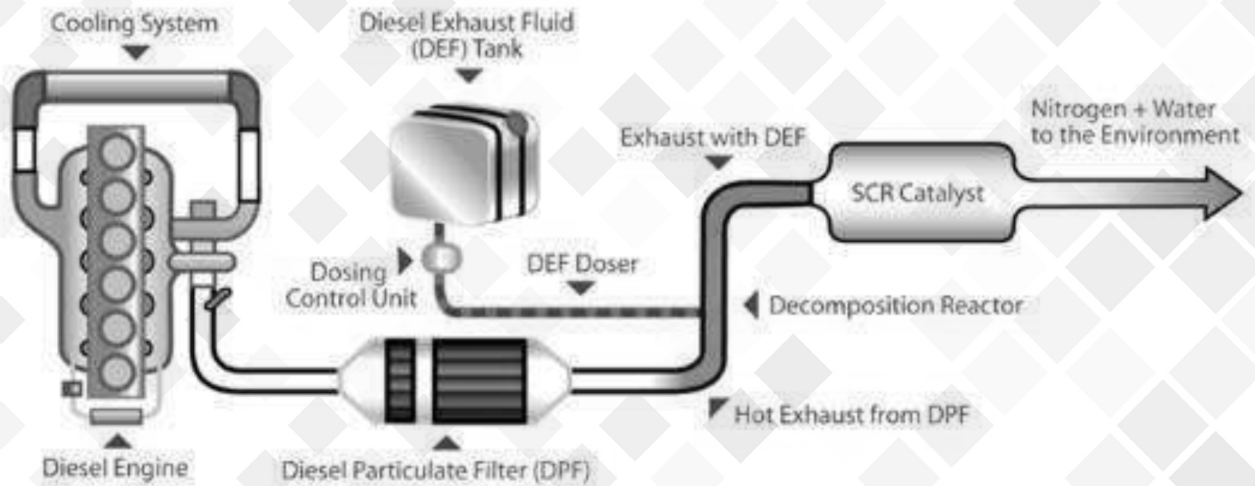 Cooling System
Diesel Exhaust Fluid
(DEF) Tank
Nitrogen + Water
to the Environment
Exhaust with DEF
SCR Catalyst
Dosing
Control Unit
DEF Doser
Decomposition Reactor
Hot Exhaust from DPF
Diesel Engine
Diesel Particulate Filter (DPF)